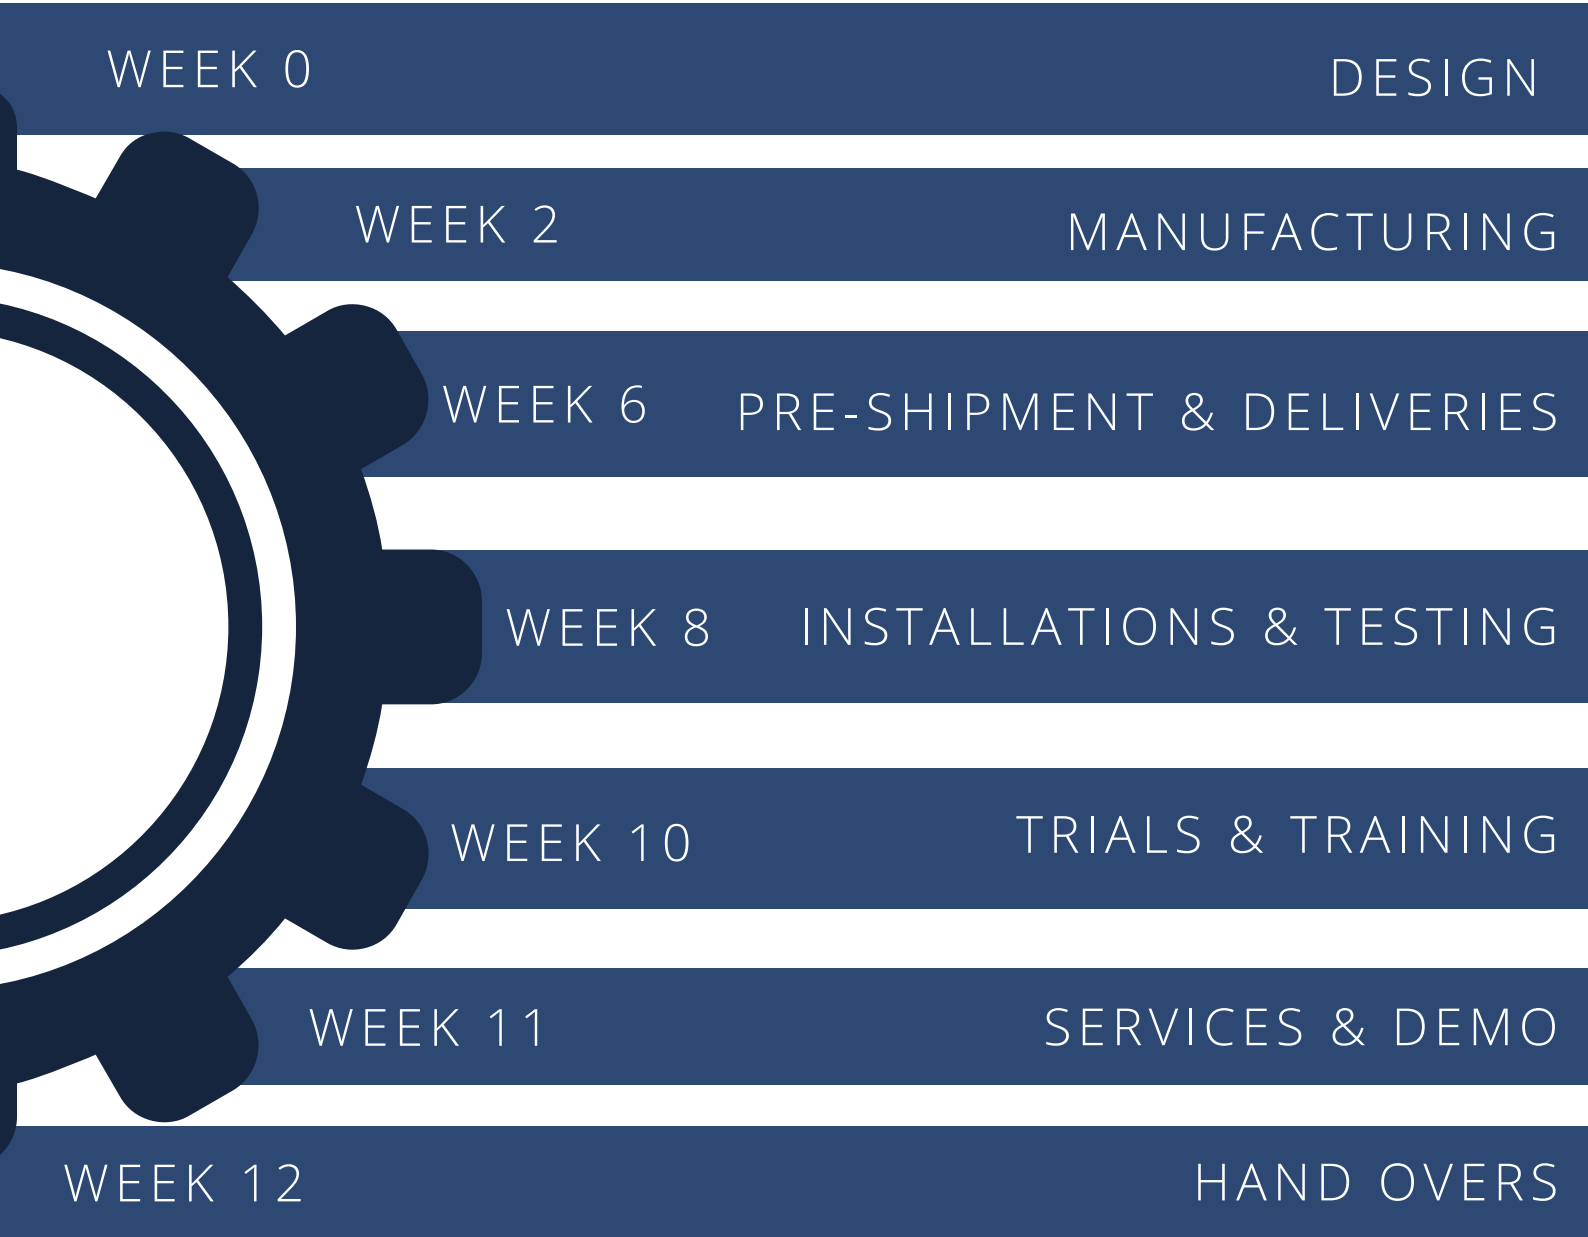 WEEK 0 DESIGN
WEEK 2 MANUFACTURING
WEEK 6 PRE-SHIPMENT & DELIVERIES
WEEK 8 INSTALLATIONS & TESTING
WEEK 10 TRIALS & TRAINING
WEEK 11 SERVICES & DEMO
WEEK 12 HAND OVERS